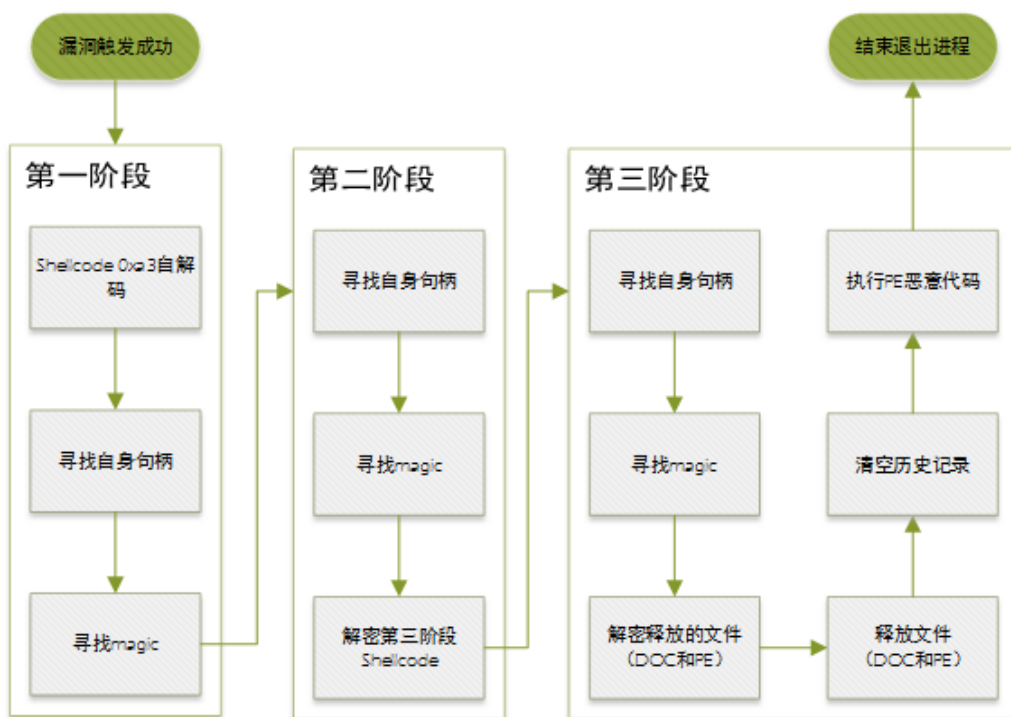 漏洞触发成功
结束退出进程
第一阶段
Shellcode 0xa3自解
码
寻找自身句柄
寻找magic
第二阶段
寻找自身句柄
寻找magic
解密第三阶段
Shellcode
第三阶段
寻找自身句柄
寻找magic
解密释放的文件
（DOC和PE）
释放文件
（DOC和PE）
清空历史记录
执行PE恶意代码